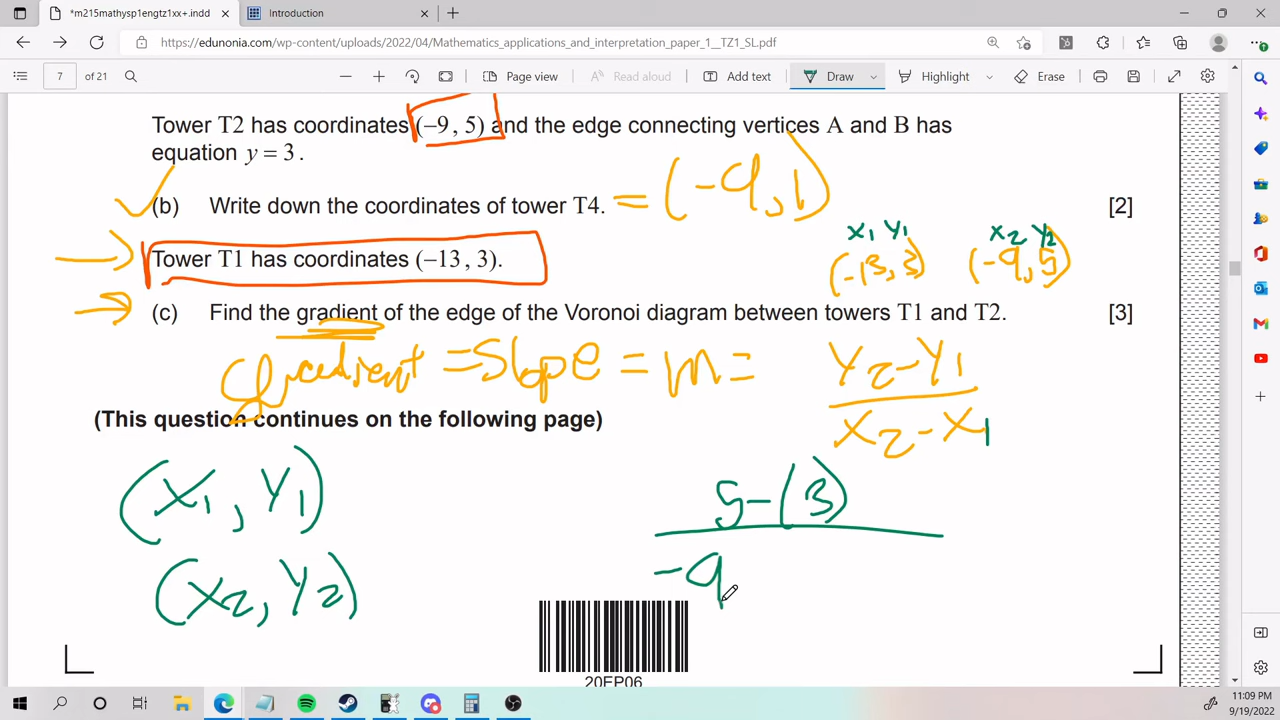 *m215mathysp1engtz1xx+.indd
Introduction
https://edunonia.com/wp-content/uploads/2022/04/Mathematics_applications_and_interpretation_paper_1__TZ1_SL.pdf
7 of 21
Page view
Read aloud
Add text
Draw
Highlight
Erase
Tower T2 has coordinates (−9, 5) and the edge connecting vertices A and B has
equation y = 3.
= (-9, 1)
(b) Write down the coordinates of tower T4. [2]
x1 y1 x2 y2
Tower T1 has coordinates (−13, 3). (-13, 3) (-9, 5)
(c) Find the gradient of the edge of the Voronoi diagram between towers T1 and T2. [3]
Gradient = Slope = m = Y2-Y1
X2-X1
(This question continues on the following page)
(X1, Y1)
5-(3)
-9
(X2, Y2)
20EP06
11:09 PM
9/19/2022